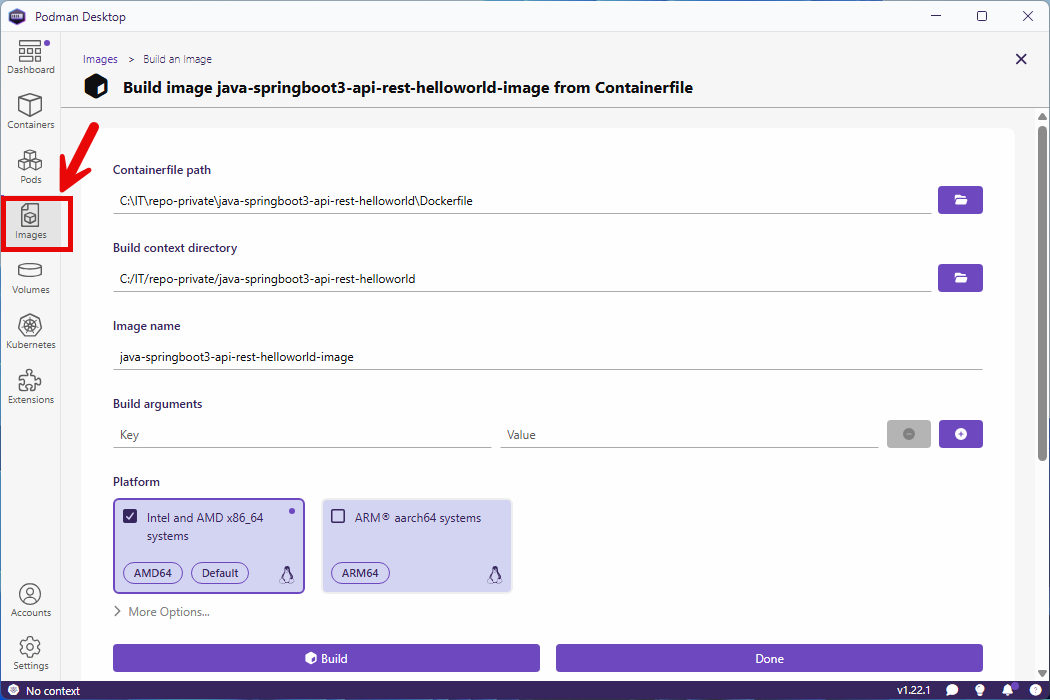 Podman Desktop
Dashboard
Containers
Pods
Images
Volumes
Kubernetes
Extensions
Accounts
Settings
Images > Build an Image
Build image java-springboot3-api-rest-helloworld-image from Containerfile
Containerfile path
C:\IT\repo-private\java-springboot3-api-rest-helloworld\Dockerfile
Build context directory
C:/IT/repo-private/java-springboot3-api-rest-helloworld
Image name
java-springboot3-api-rest-helloworld-image
Build arguments
Key Value
Platform
Intel and AMD x86_64
systems
AMD64 Default
ARM® aarch64 systems
ARM64
More Options...
Build Done
No context v1.22.1